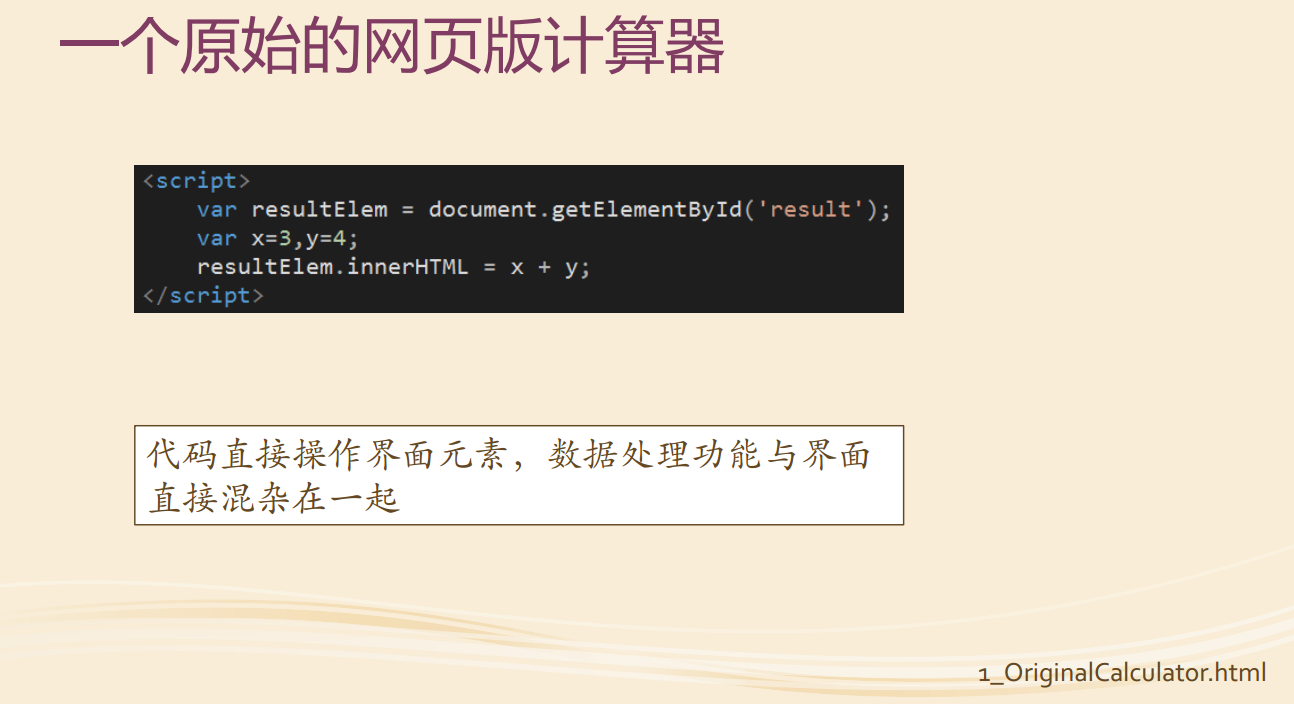 一个原始的网页版计算器
<script>
var resultElem = document.getElementById('result');
var x=3,y=4;
resultElem.innerHTML = x + y;
</script>
代码直接操作界面元素，数据处理功能与界面
直接混杂在一起
1_OriginalCalculator.html